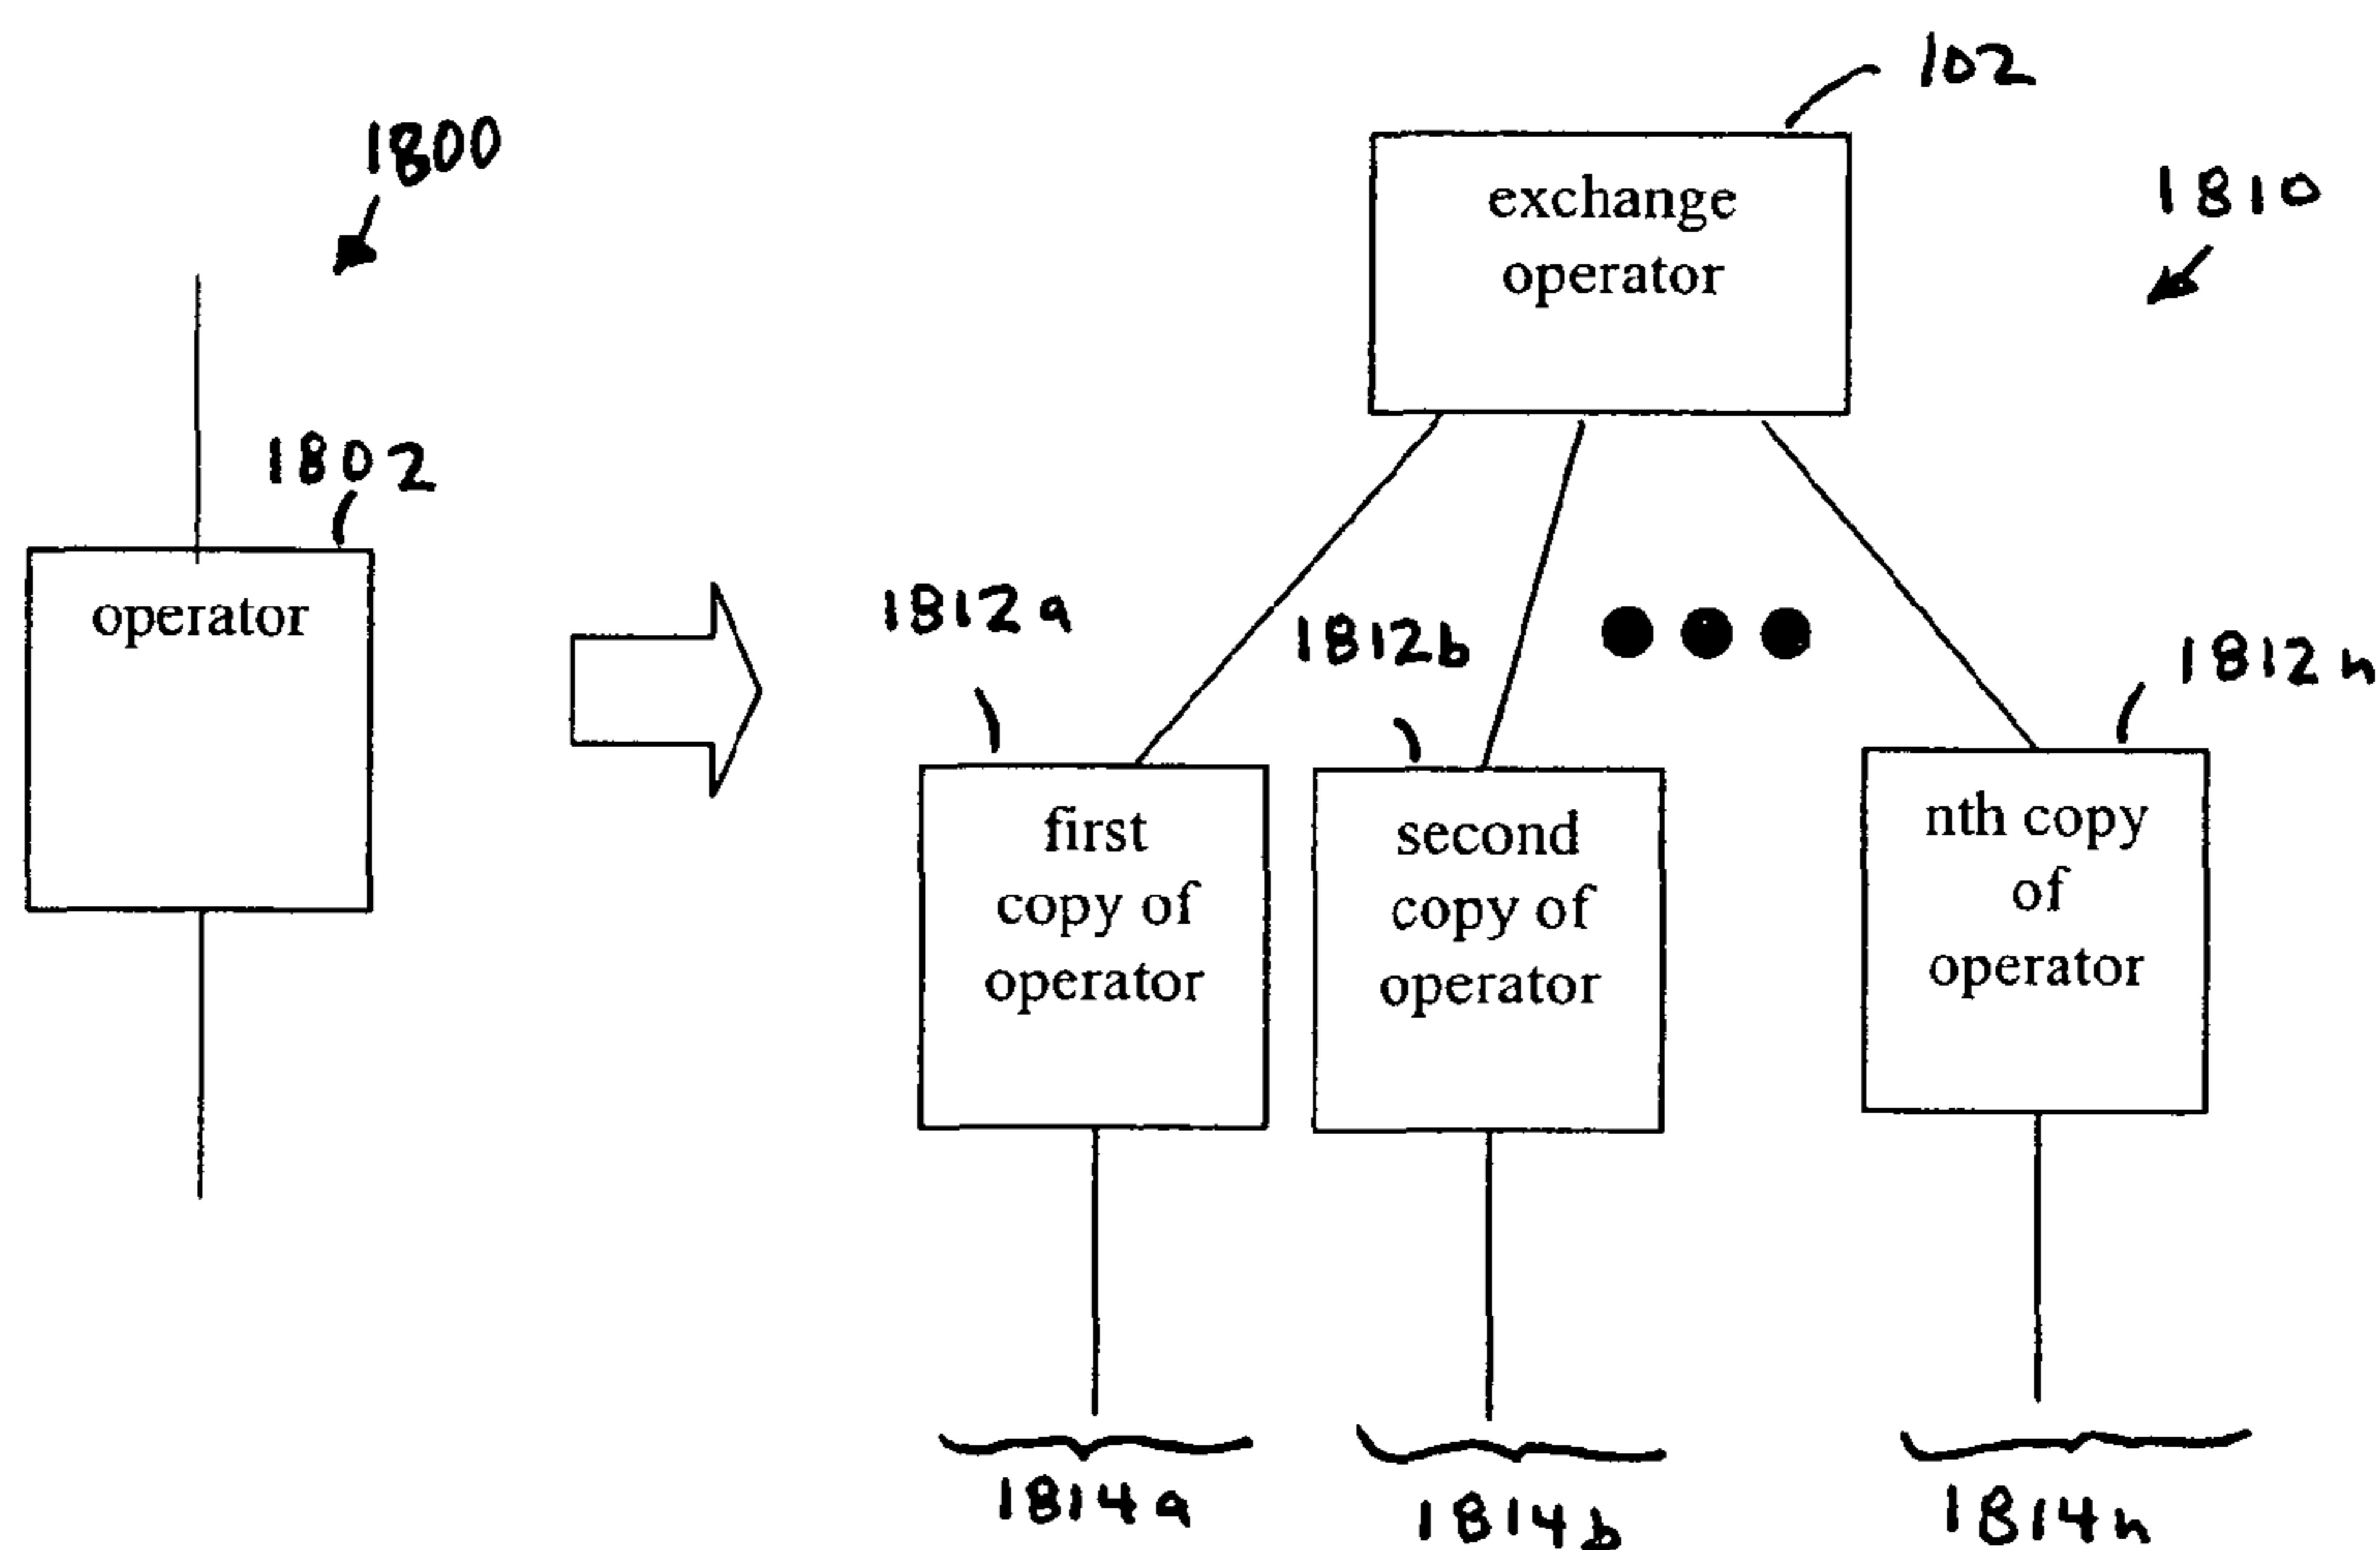 1800
1802
operator
102
exchange
operator
1810
1812a
1812b
1812n
first
copy of
operator
second
copy of
operator
nth copy
of
operator
1814a
1814b
1814n